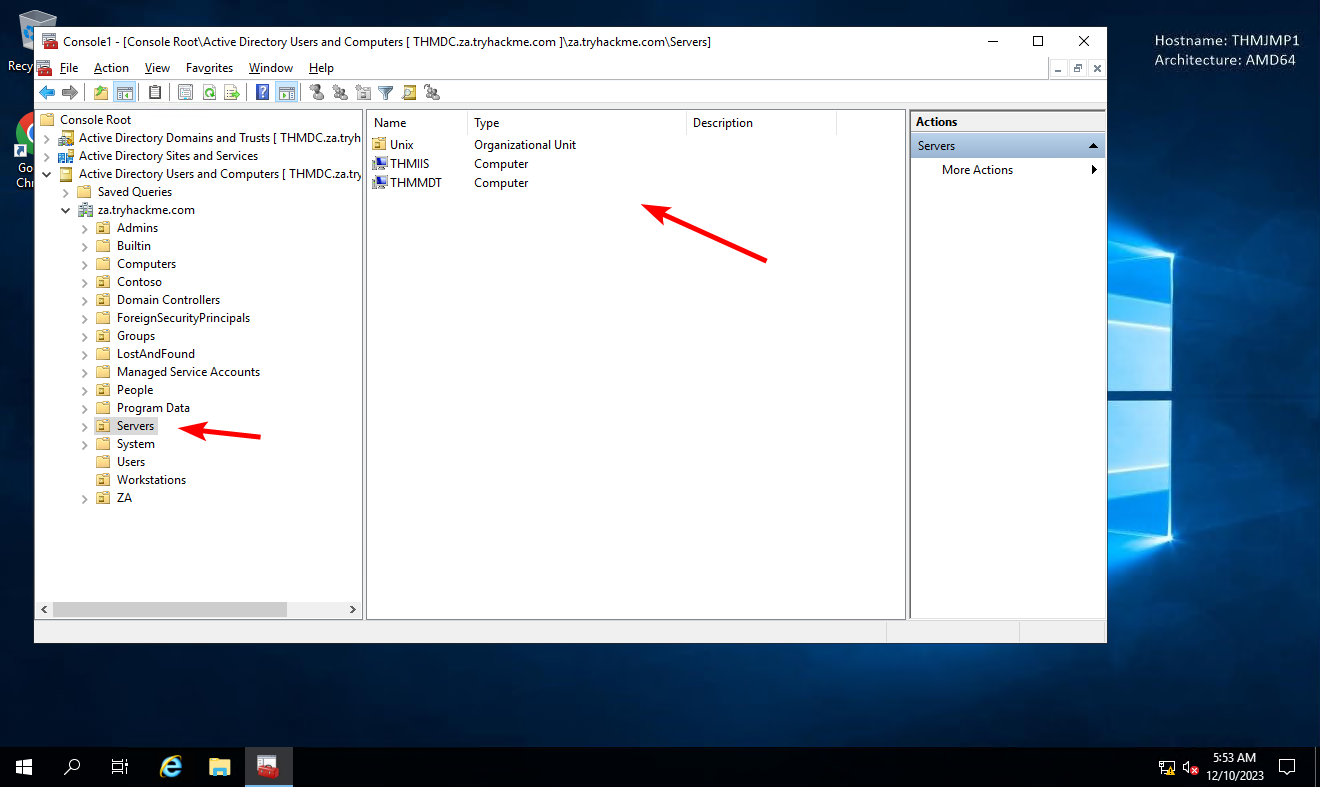 Recy
Go
Chr
Console1 - [Console Root\Active Directory Users and Computers [ THMDC.za.tryhackme.com ]\za.tryhackme.com\Servers]
File Action View Favorites Window Help
Console Root
Active Directory Domains and Trusts [ THMDC.za.tryh
Active Directory Sites and Services
Active Directory Users and Computers [ THMDC.za.try
Saved Queries
za.tryhackme.com
Admins
Builtin
Computers
Contoso
Domain Controllers
ForeignSecurityPrincipals
Groups
LostAndFound
Managed Service Accounts
People
Program Data
Servers
System
Users
Workstations
ZA
Name Type Description
Unix Organizational Unit
THMIIS Computer
THMMDT Computer
Actions
Servers
More Actions
Hostname: THMJMP1
Architecture: AMD64
5:53 AM
12/10/2023